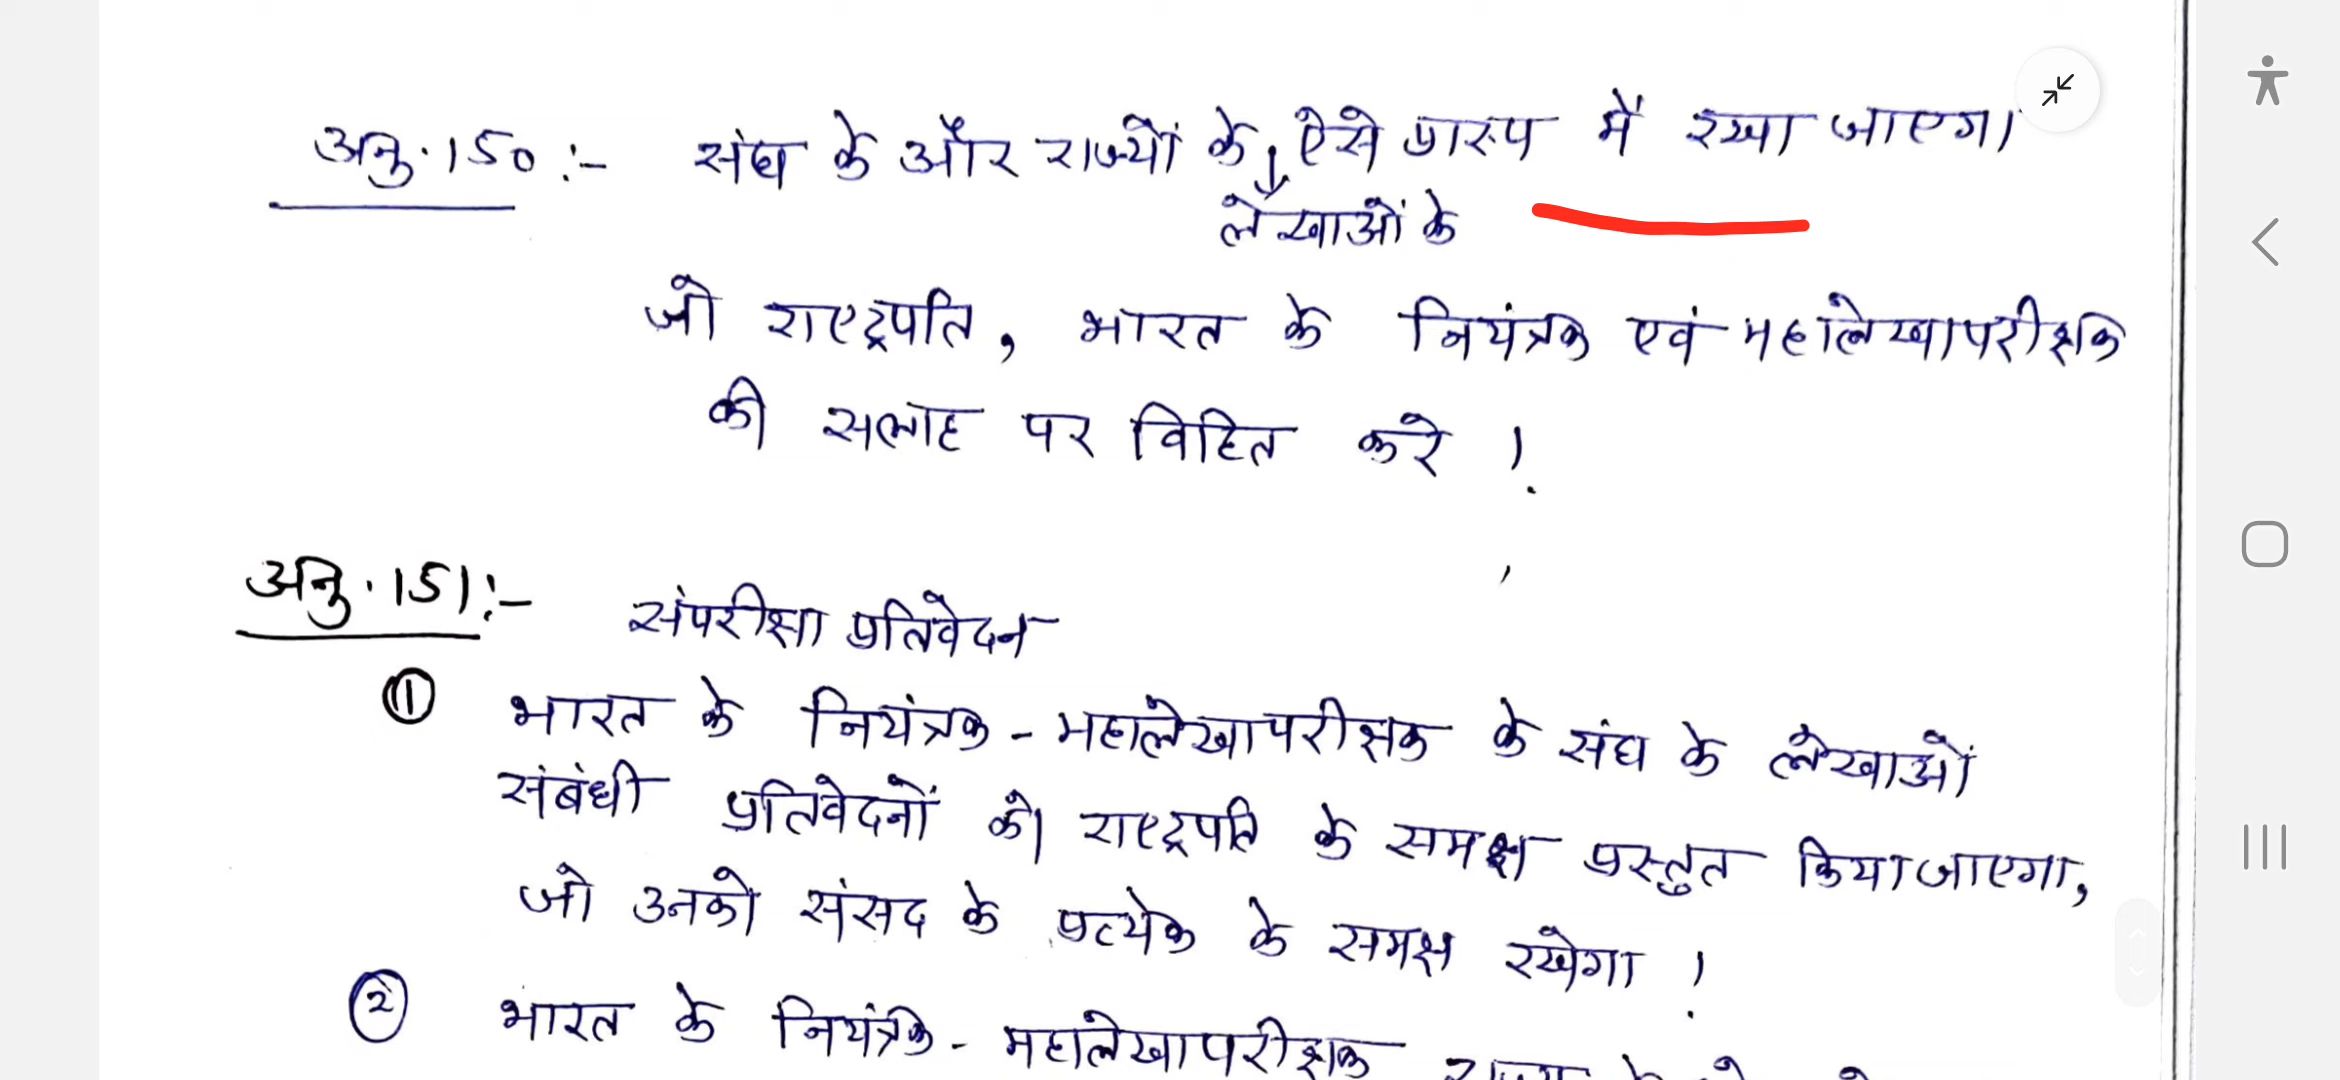 अनु. 150 :- संघ के और राज्यों के, ऐसे प्रारूप में रखा जाएगा
लेखाओं के
जो राष्ट्रपति, भारत के नियंत्रक एवं महालेखापरीक्षक
की सलाह पर विहित करे ।
अनु. 151 :- संपरीक्षा प्रतिवेदन
① भारत के नियंत्रक - महालेखापरीक्षक के संघ के लेखाओं
संबंधी प्रतिवेदनों को राष्ट्रपति के समक्ष प्रस्तुत किया जाएगा,
जो उनको संसद के प्रत्येक के समक्ष रखेगा ।
② भारत के नियंत्रक - महालेखापरीक्षक